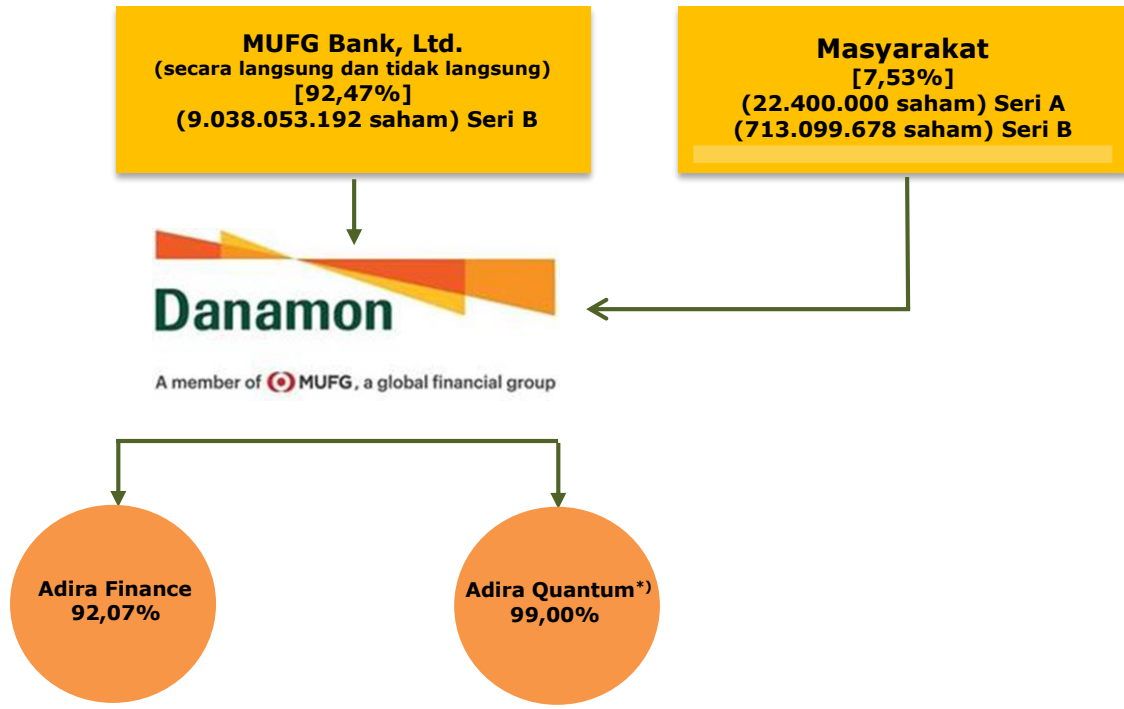 MUFG Bank, Ltd.
(secara langsung dan tidak langsung)
[92,47%]
(9.038.053.192 saham) Seri B
Masyarakat
[7,53%]
(22.400.000 saham) Seri A
(713.099.678 saham) Seri B
Danamon
A member of MUFG, a global financial group
Adira Finance
92,07%
Adira Quantum*)
99,00%